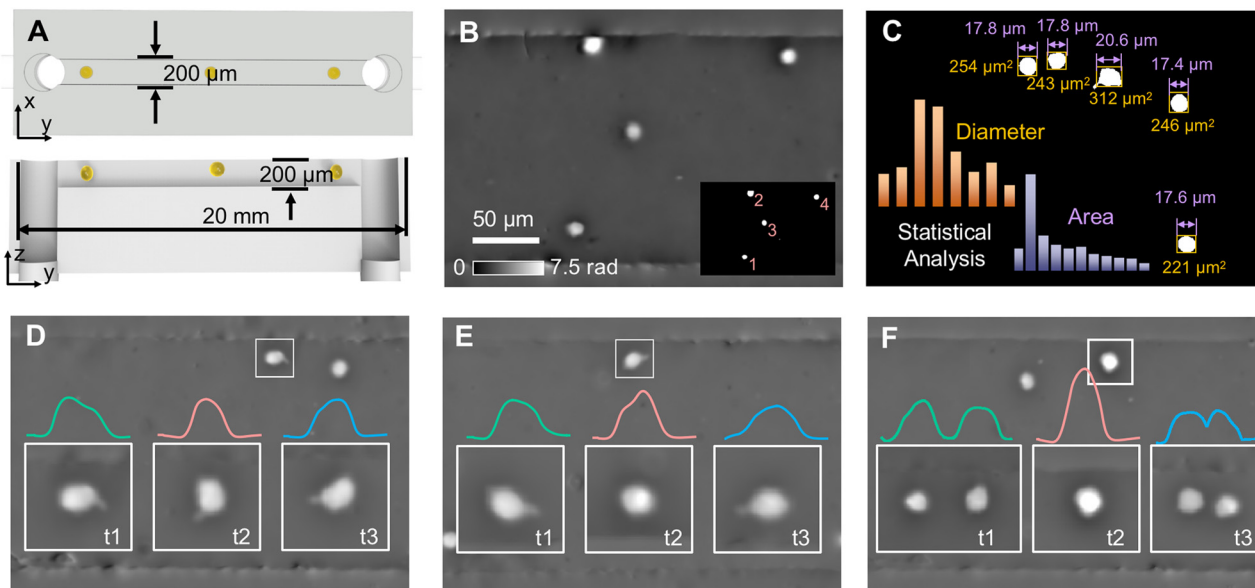 A
200 µm
x
y
200 µm
20 mm
z
y
B
2
4
3
1
50 µm
0
7.5 rad
C
17.8 µm
17.8 µm
20.6 µm
17.4 µm
254 µm²
243 µm²
312 µm²
246 µm²
Diameter
Area
Statistical
Analysis
17.6 µm
221 µm²
D
t1
t2
t3
E
t1
t2
t3
F
t1
t2
t3